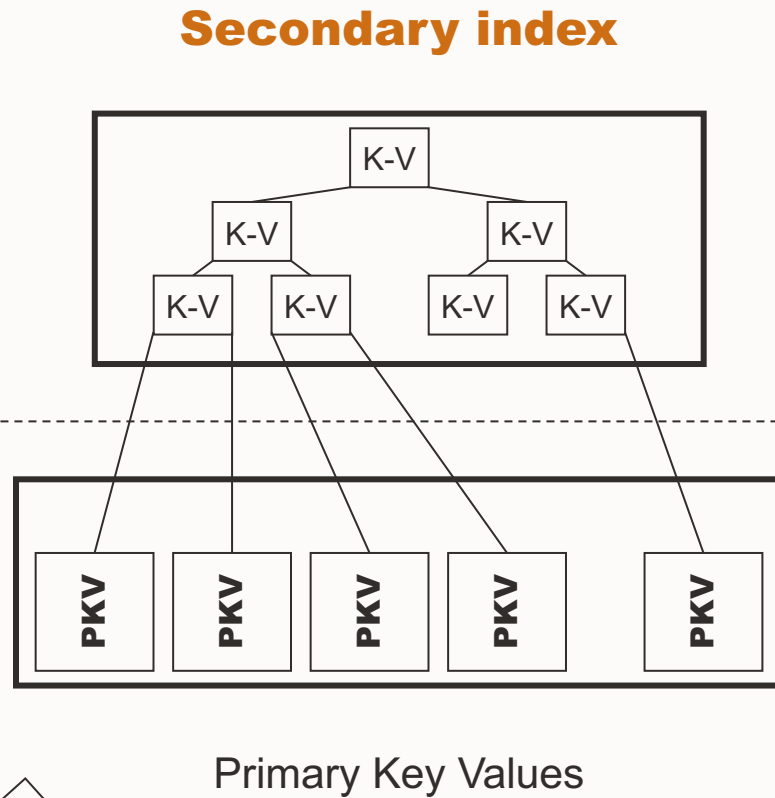 Secondary index
K-V
K-V K-V
K-V K-V K-V K-V
PKV PKV PKV PKV PKV
Primary Key Values